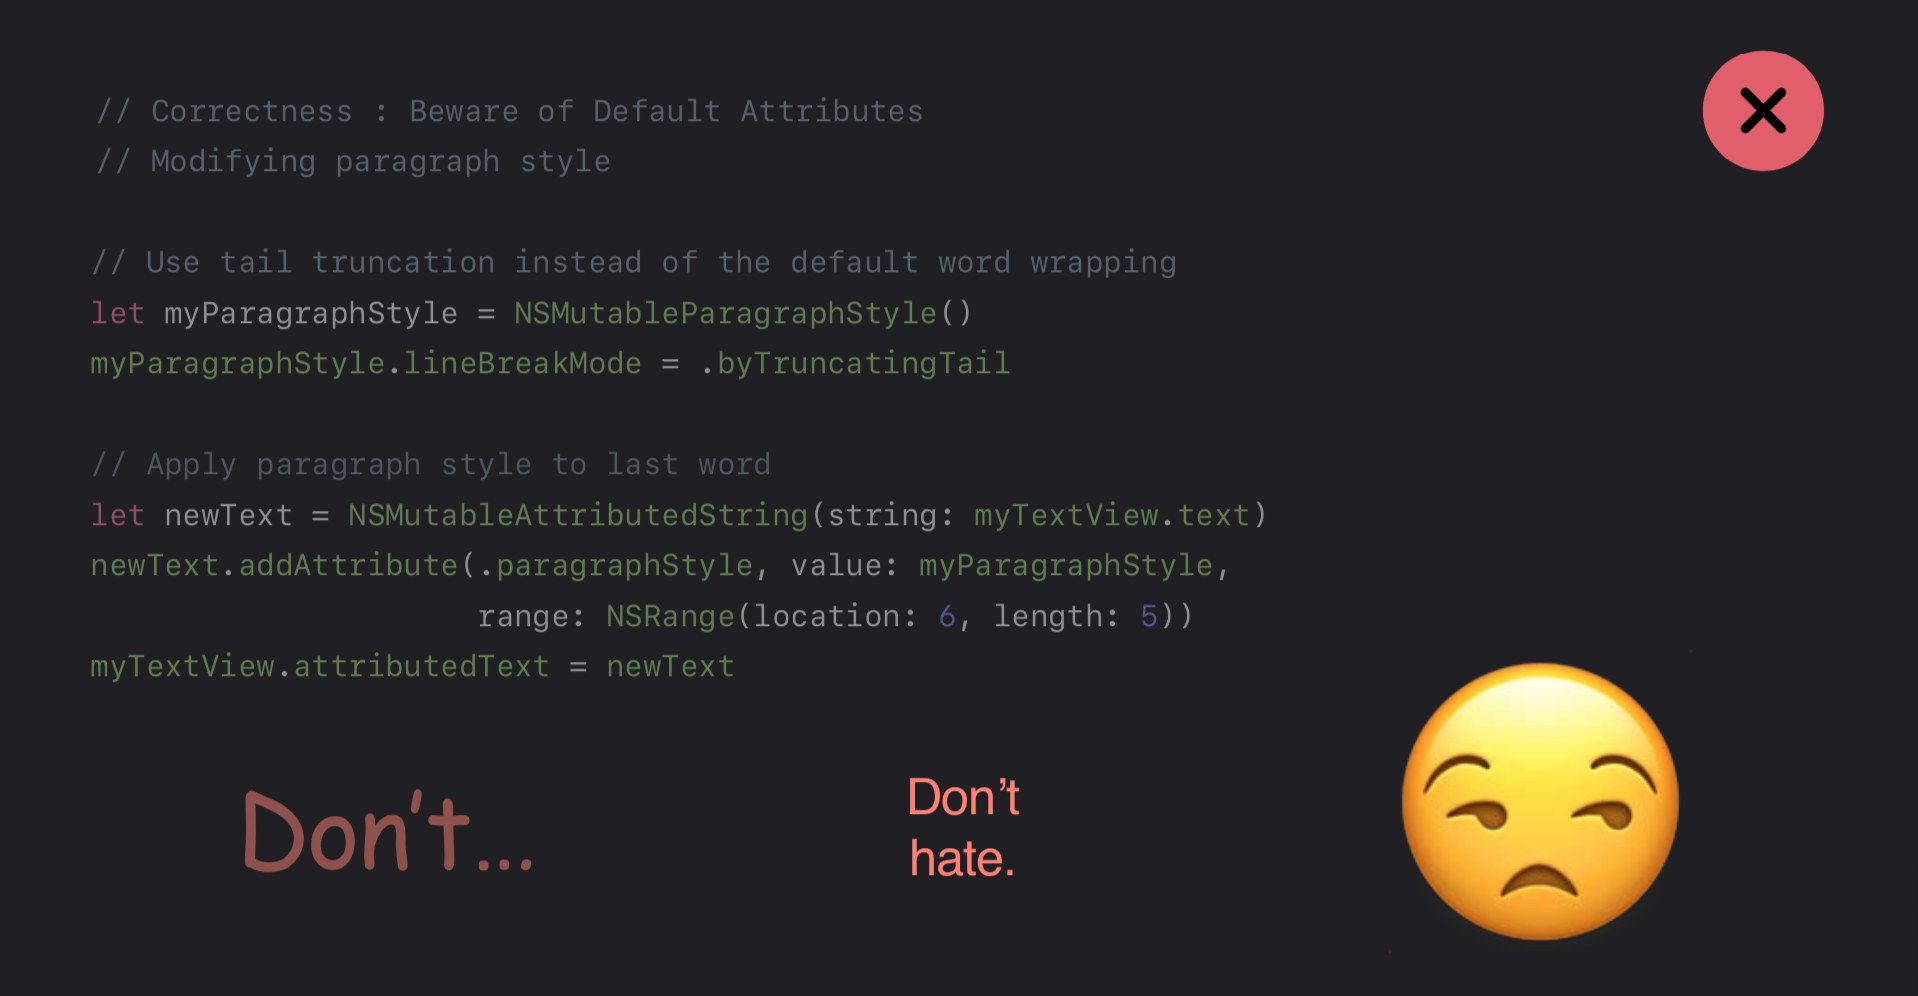 // Correctness : Beware of Default Attributes
// Modifying paragraph style
// Use tail truncation instead of the default word wrapping
let myParagraphStyle = NSMutableParagraphStyle()
myParagraphStyle.lineBreakMode = .byTruncatingTail
// Apply paragraph style to last word
let newText = NSMutableAttributedString(string: myTextView.text)
newText.addAttribute(.paragraphStyle, value: myParagraphStyle,
range: NSRange(location: 6, length: 5))
myTextView.attributedText = newText
Don’t...
Don’t
hate.